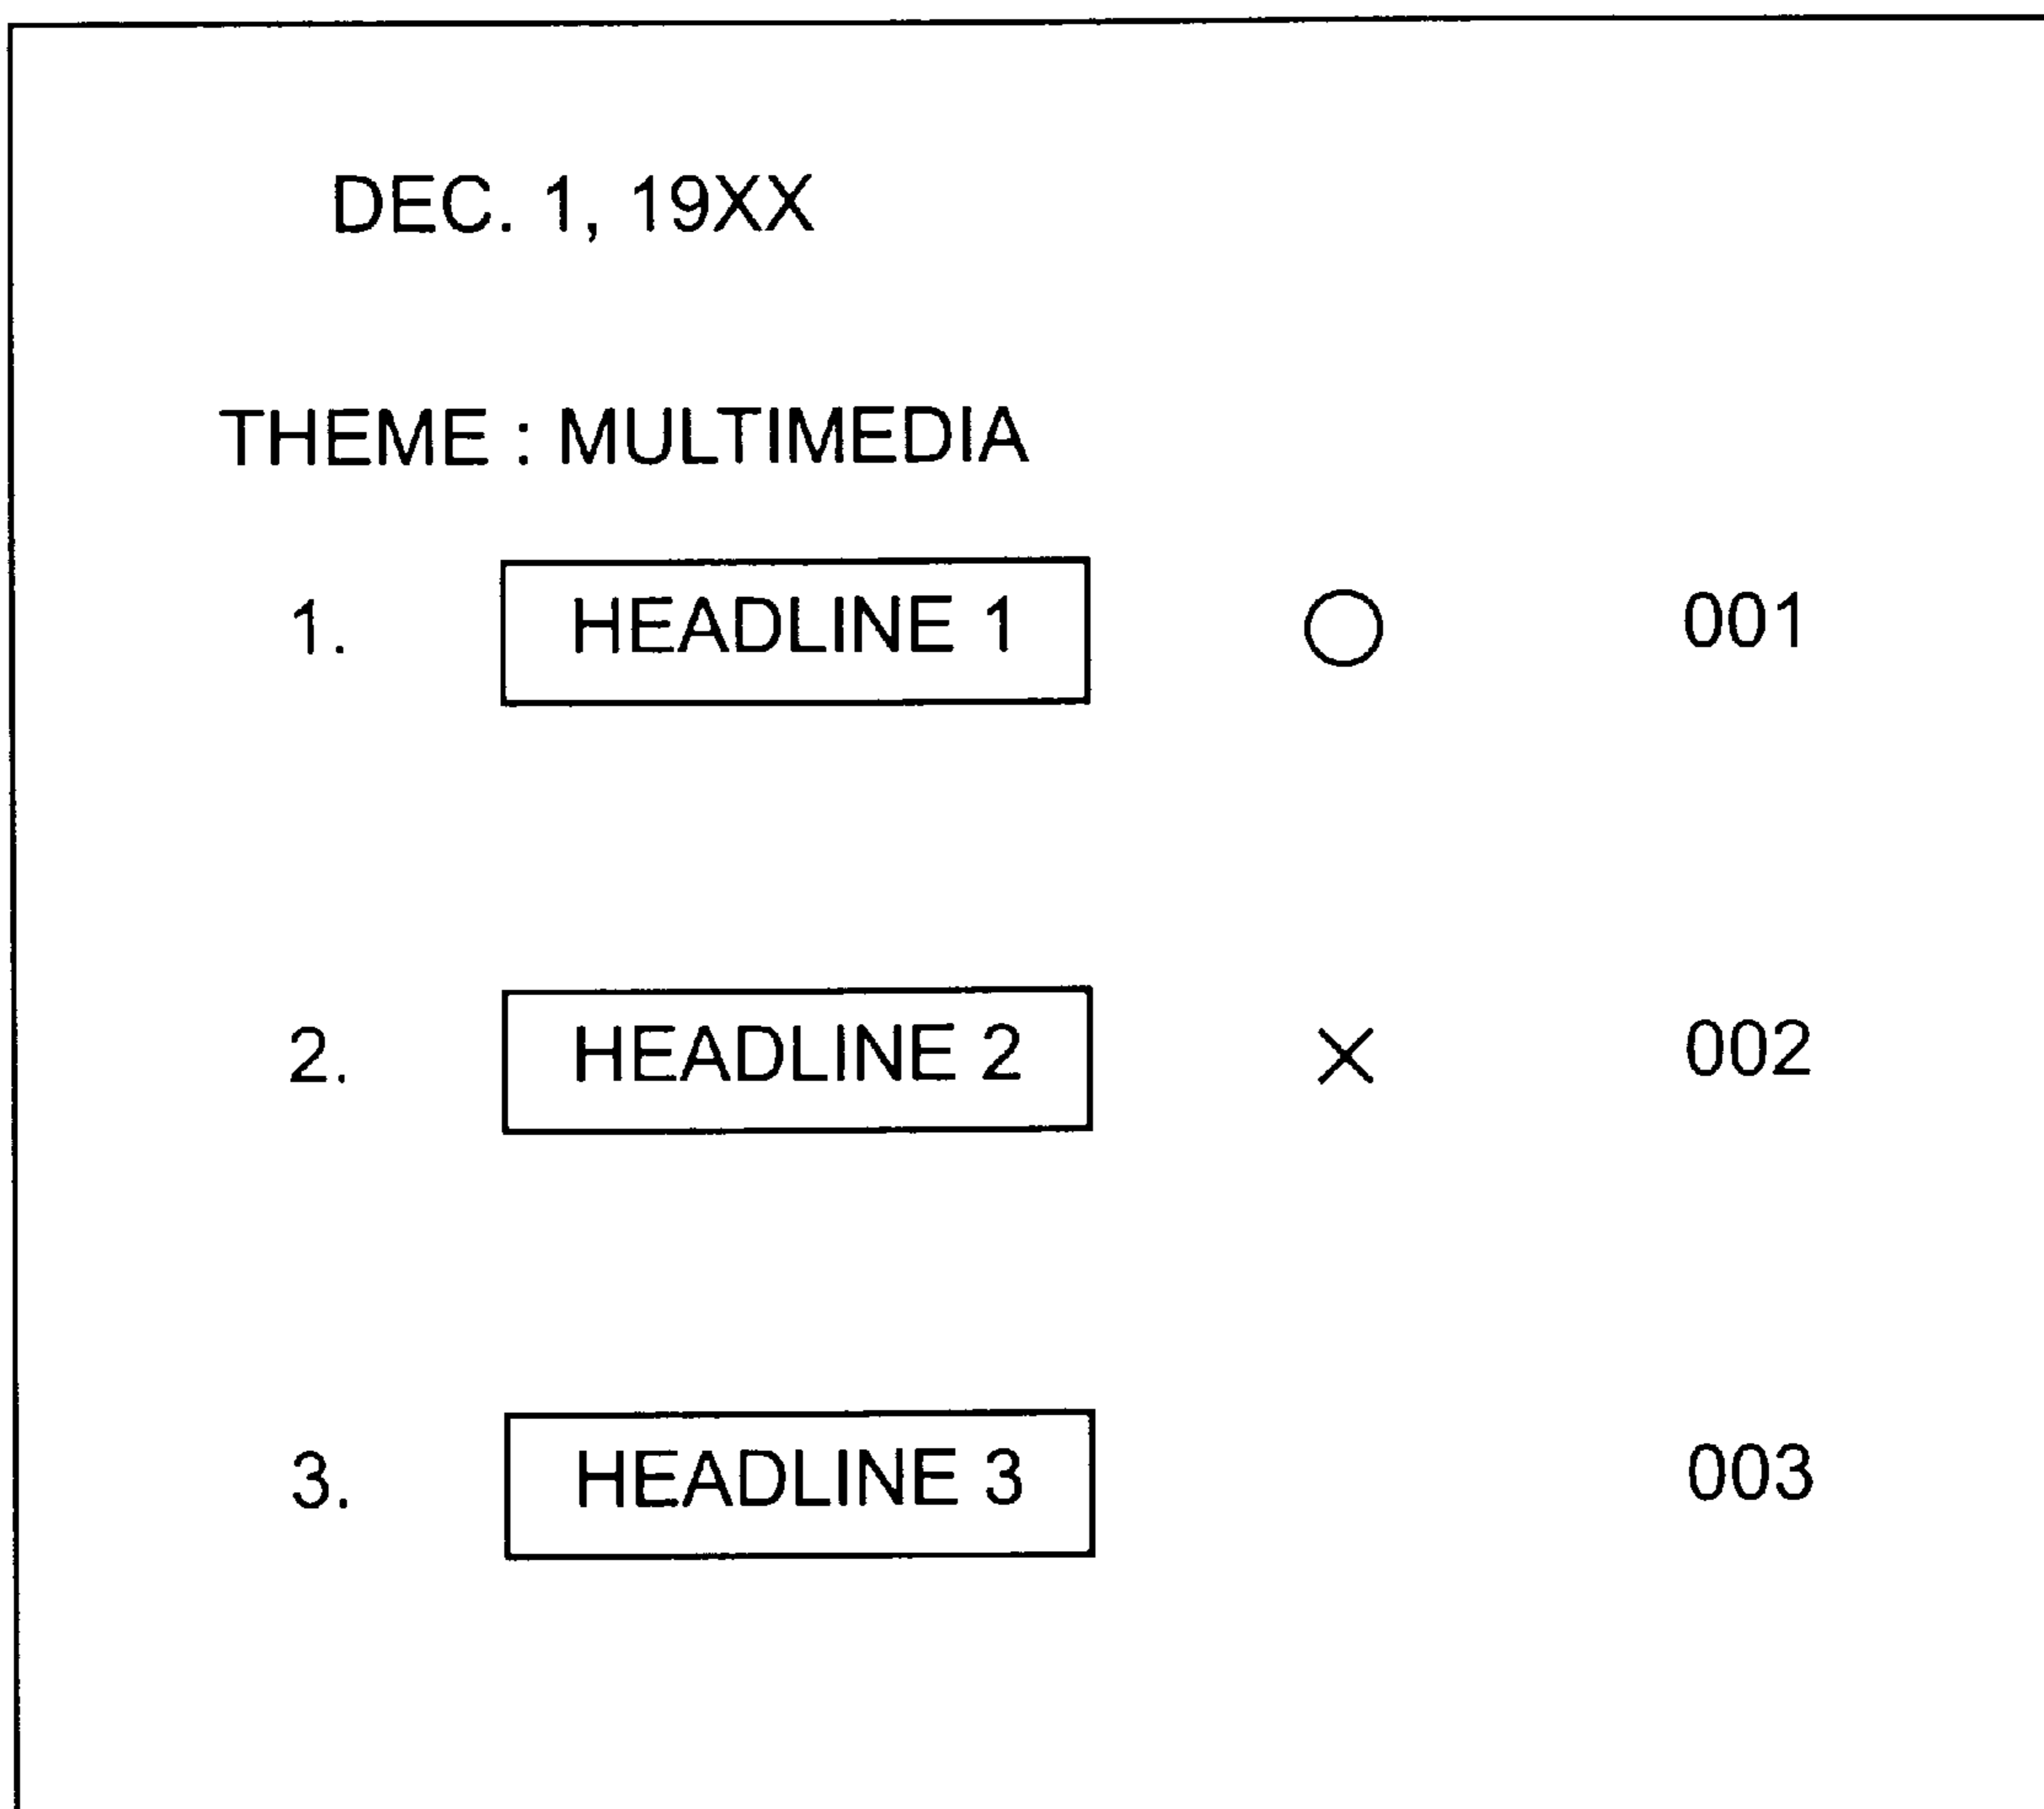 DEC. 1, 19XX
THEME : MULTIMEDIA
1. HEADLINE 1 ○ 001
2. HEADLINE 2 × 002
3. HEADLINE 3 003